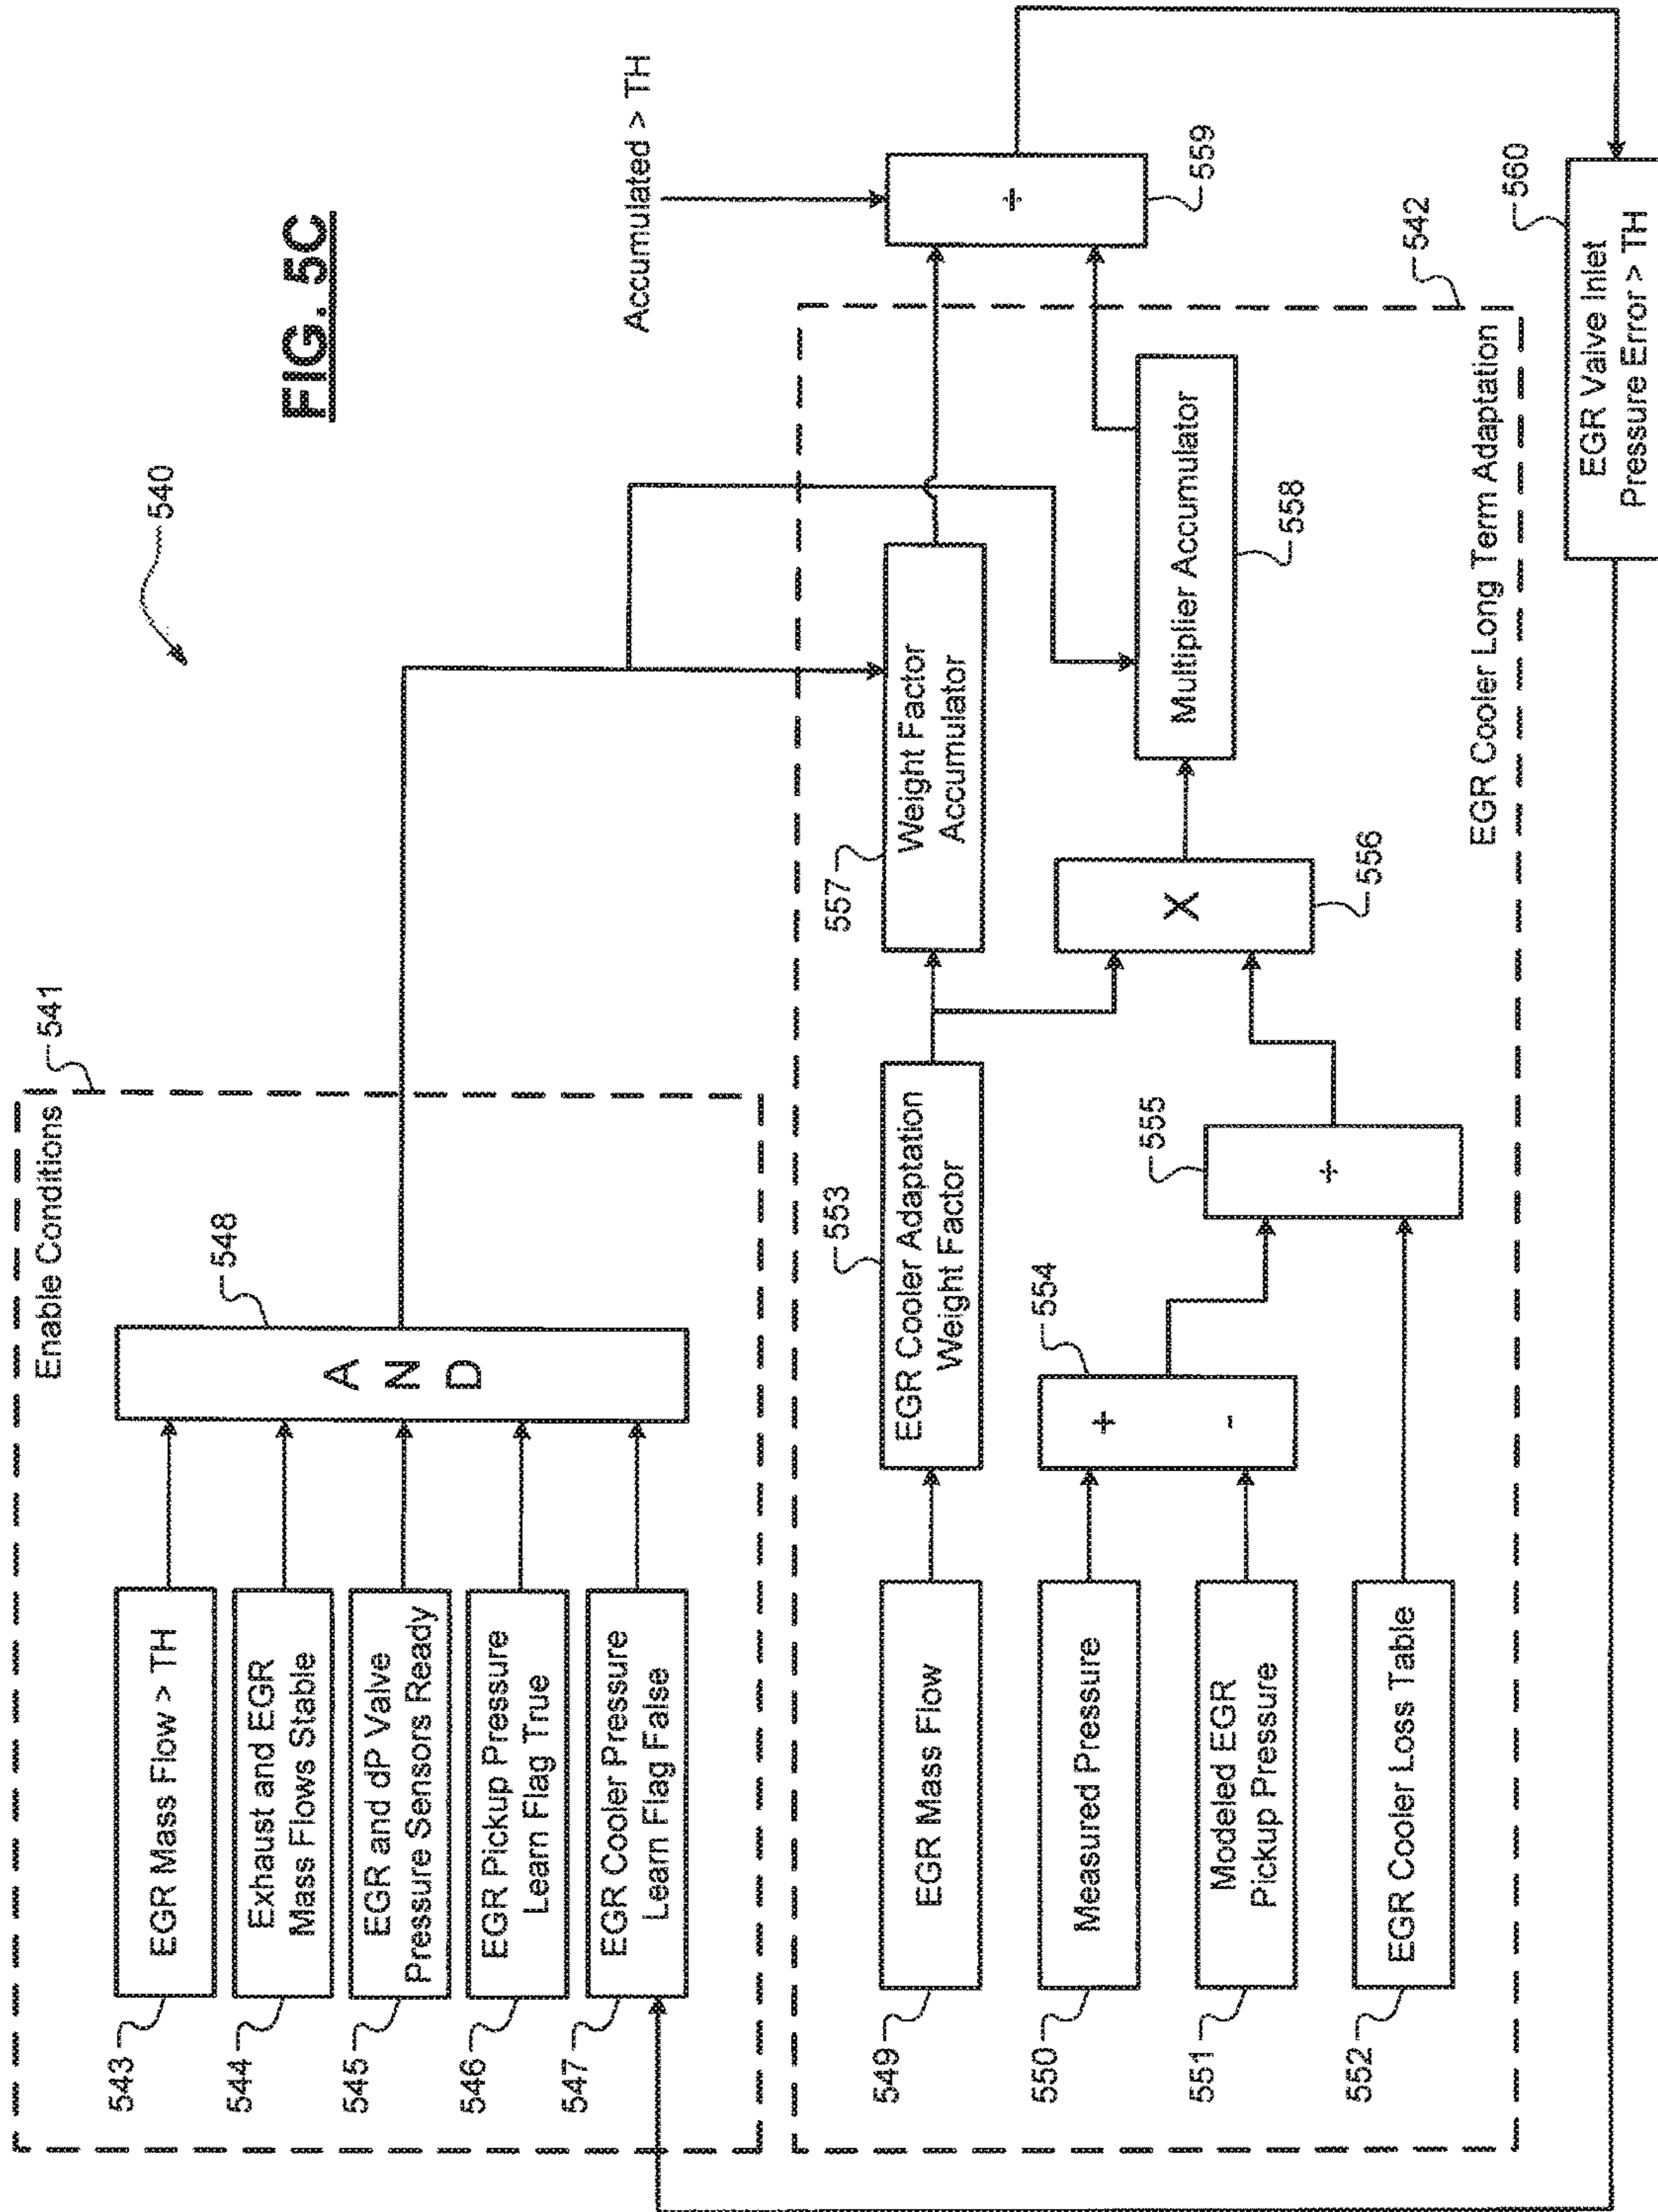 FIG. 5C
540
541
Enable Conditions
543
EGR Mass Flow > TH
544
Exhaust and EGR
Mass Flows Stable
545
EGR and dP Valve
Pressure Sensors Ready
546
EGR Pickup Pressure
Learn Flag True
547
EGR Cooler Pressure
Learn Flag False
548
A
N
D
Accumulated > TH
549
EGR Mass Flow
550
Measured Pressure
551
Modeled EGR
Pickup Pressure
552
EGR Cooler Loss Table
553
EGR Cooler Adaptation
Weight Factor
554
+
-
555
÷
556
X
557
Weight Factor
Accumulator
558
Multiplier Accumulator
559
÷
542
EGR Cooler Long Term Adaptation
560
EGR Valve Inlet
Pressure Error > TH